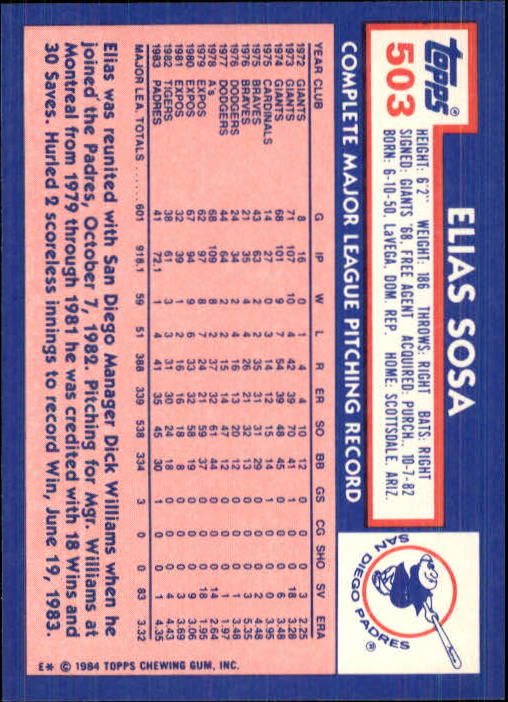 topps®
503
ELIAS SOSA
HEIGHT: 6'2" WEIGHT: 186 THROWS: RIGHT BATS: RIGHT
SIGNED: GIANTS '68, FREE AGENT ACQUIRED: PURCH., 10-7-82
BORN: 6-10-50, LaVEGA, DOM. REP. HOME: SCOTTSDALE, ARIZ.
SAN DIEGO PADRES®
COMPLETE MAJOR LEAGUE PITCHING RECORD
YEAR CLUB G IP W L R ER SO BB GS CG SHO SV ERA
1972 GIANTS 8 16 0 1 4 4 10 12 0 0 0 3 2.25
1973 GIANTS 71 107 10 4 42 39 70 41 1 0 0 18 3.28
1974 GIANTS 68 101 9 7 54 39 48 45 0 0 0 6 3.48
1975 CARDINALS 14 27 0 3 14 12 15 14 1 0 0 0 3.95
1975 BRAVES 43 63 2 2 35 31 31 29 0 0 0 2 4.48
1976 BRAVES 21 35 4 4 26 21 32 13 0 0 0 3 5.35
1976 DODGERS 24 34 2 4 16 13 20 12 0 0 0 1 3.48
1977 DODGERS 44 64 2 2 15 14 47 12 0 0 0 1 1.97
1978 A's 68 109 8 2 37 32 61 44 0 0 0 14 2.64
1979 EXPOS 62 97 8 7 24 21 59 37 0 0 0 18 1.95
1980 EXPOS 67 94 9 6 33 32 58 19 0 0 0 9 3.06
1981 EXPOS 32 39 1 2 16 16 18 8 0 0 0 3 3.69
1982 TIGERS 38 61 3 3 31 30 24 18 0 0 0 4 4.43
1983 PADRES 41 72.1 1 4 41 35 45 30 1 0 0 1 4.35
MAJOR LEA. TOTALS ...... 601 918.1 59 51 388 339 538 334 3 0 0 83 3.32
Elias was reunited with San Diego Manager Dick Williams when he
joined the Padres, October 7, 1982. Pitching for Mgr. Williams at
Montreal from 1979 through 1981 he was credited with 18 Wins and
30 Saves. Hurled 2 scoreless innings to record Win, June 19, 1983.
E* © 1984 TOPPS CHEWING GUM, INC.